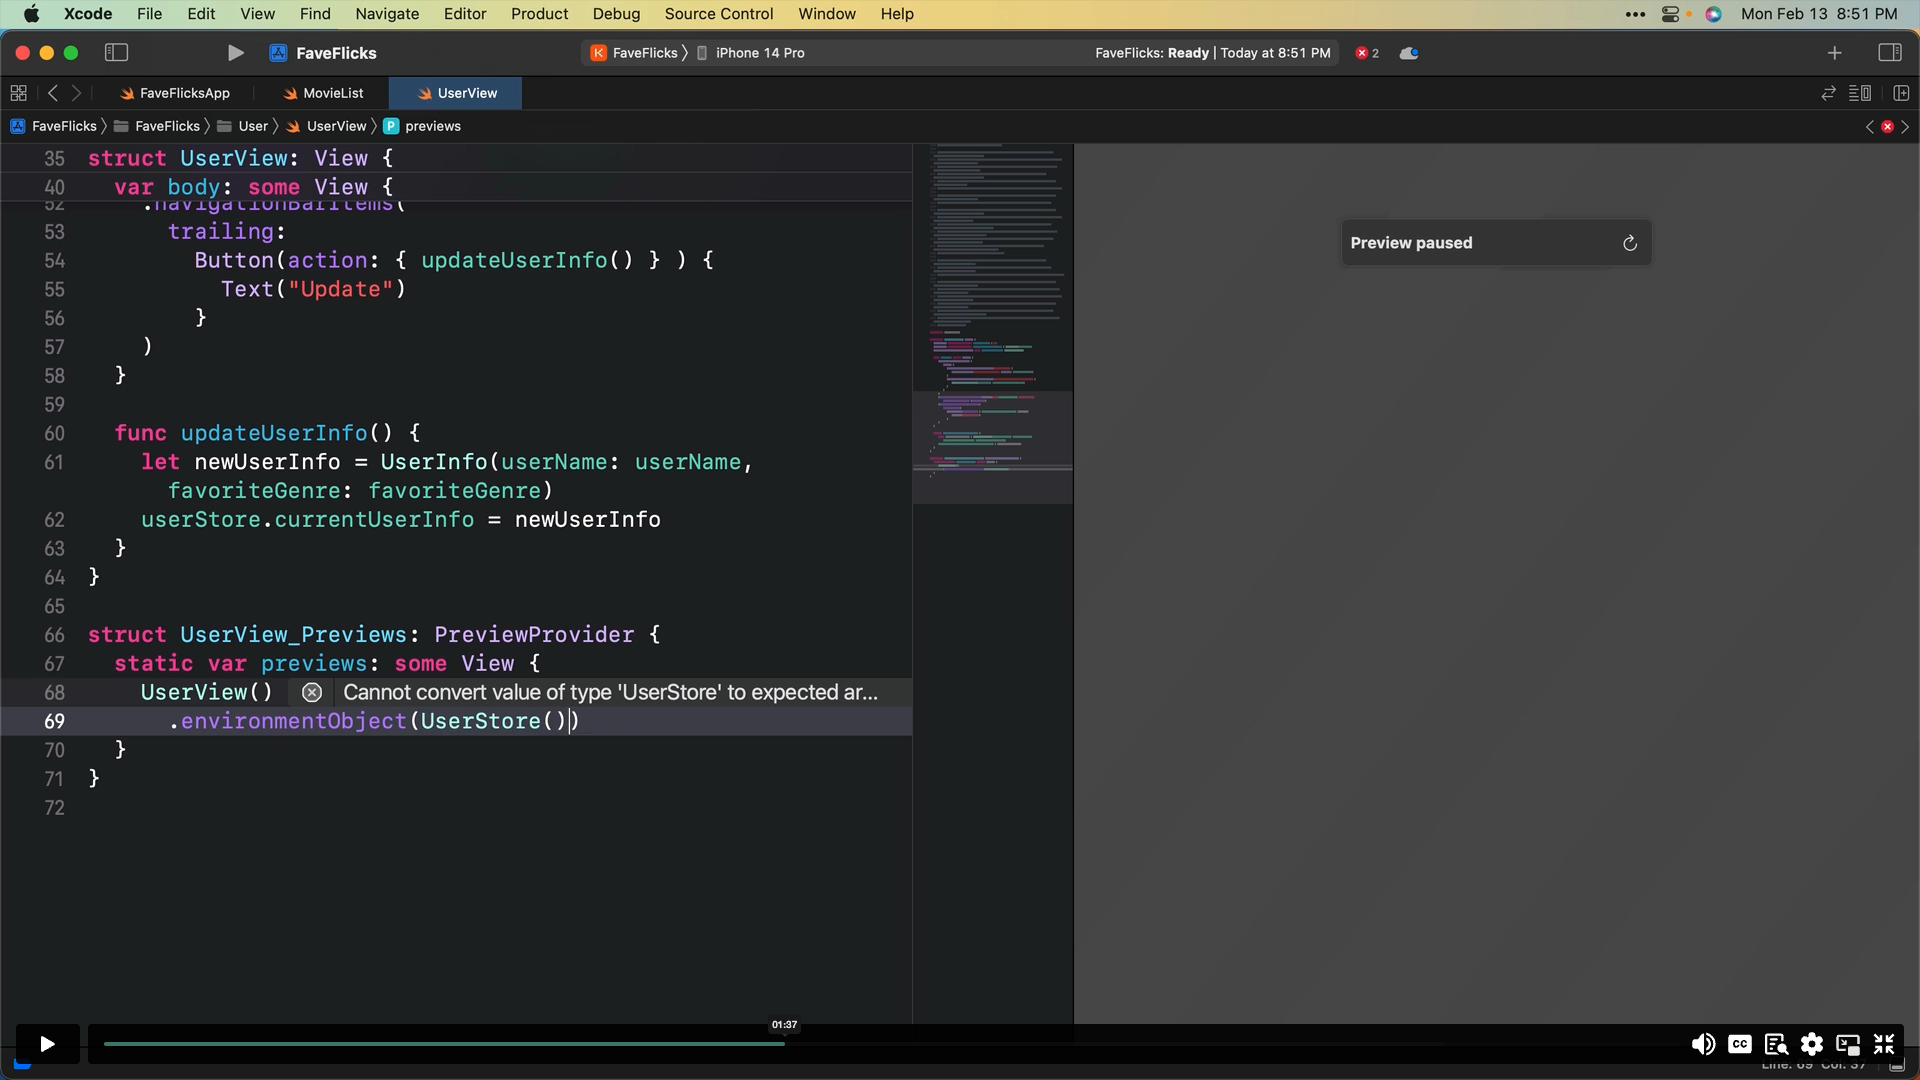 Xcode File Edit View Find Navigate Editor Product Debug Source Control Window Help Mon Feb 13 8:51 PM
FaveFlicks FaveFlicks iPhone 14 Pro FaveFlicks: Ready | Today at 8:51 PM 2
FaveFlicksApp MovieList UserView
FaveFlicks FaveFlicks User UserView P previews
35 struct UserView: View {
40 var body: some View {
52 .navigationBarItems(
53 trailing:
54 Button(action: { updateUserInfo() } ) {
55 Text("Update")
56 }
57 )
58 }
59
60 func updateUserInfo() {
61 let newUserInfo = UserInfo(userName: userName,
favoriteGenre: favoriteGenre)
62 userStore.currentUserInfo = newUserInfo
63 }
64 }
65
66 struct UserView_Previews: PreviewProvider {
67 static var previews: some View {
68 UserView() Cannot convert value of type 'UserStore' to expected ar...
69 .environmentObject(UserStore())
70 }
71 }
72
Preview paused
01:37
CC
Line: 69 Col: 37